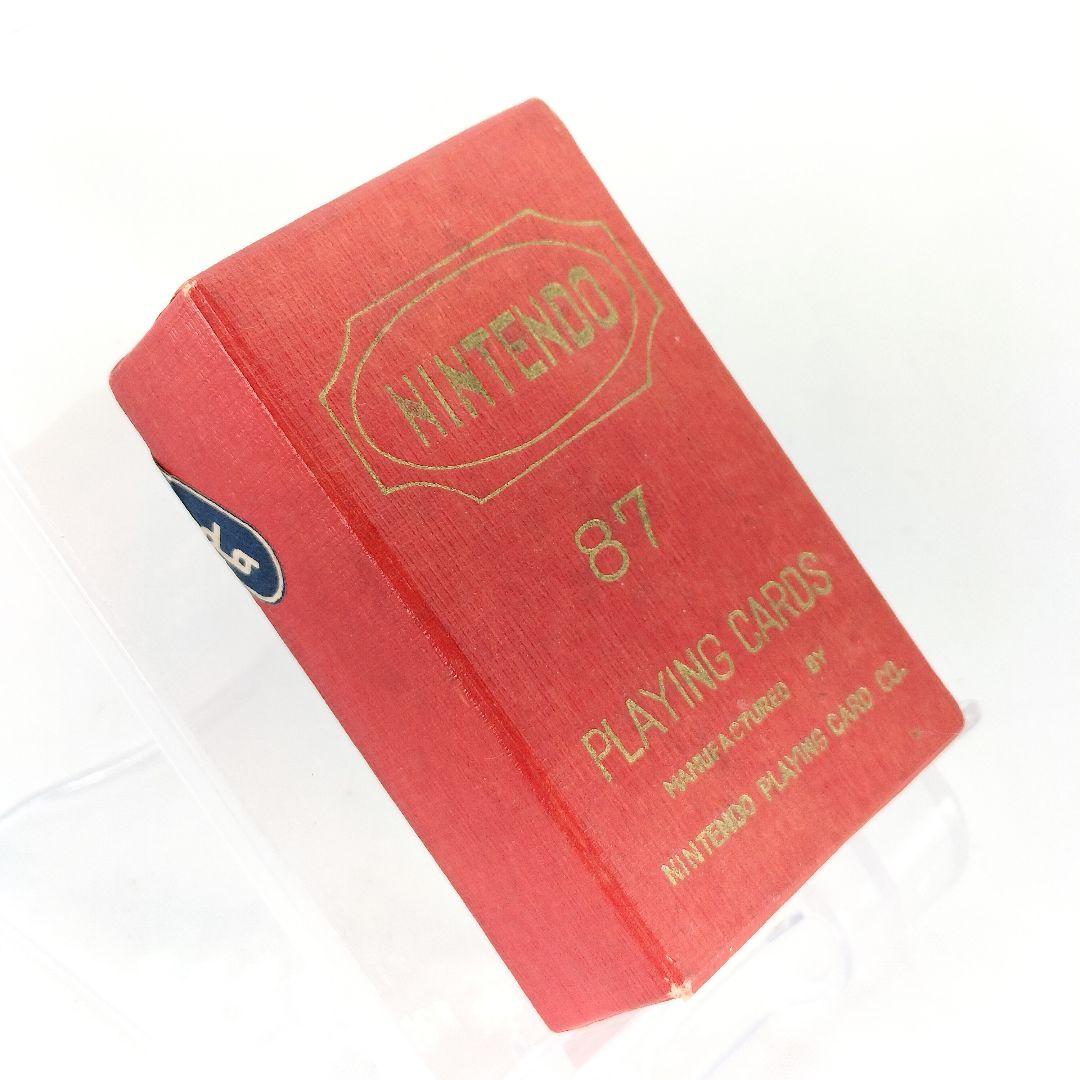 NINTENDO
87
PLAYING CARDS
MANUFACTURED BY
NINTENDO PLAYING CARD CO.